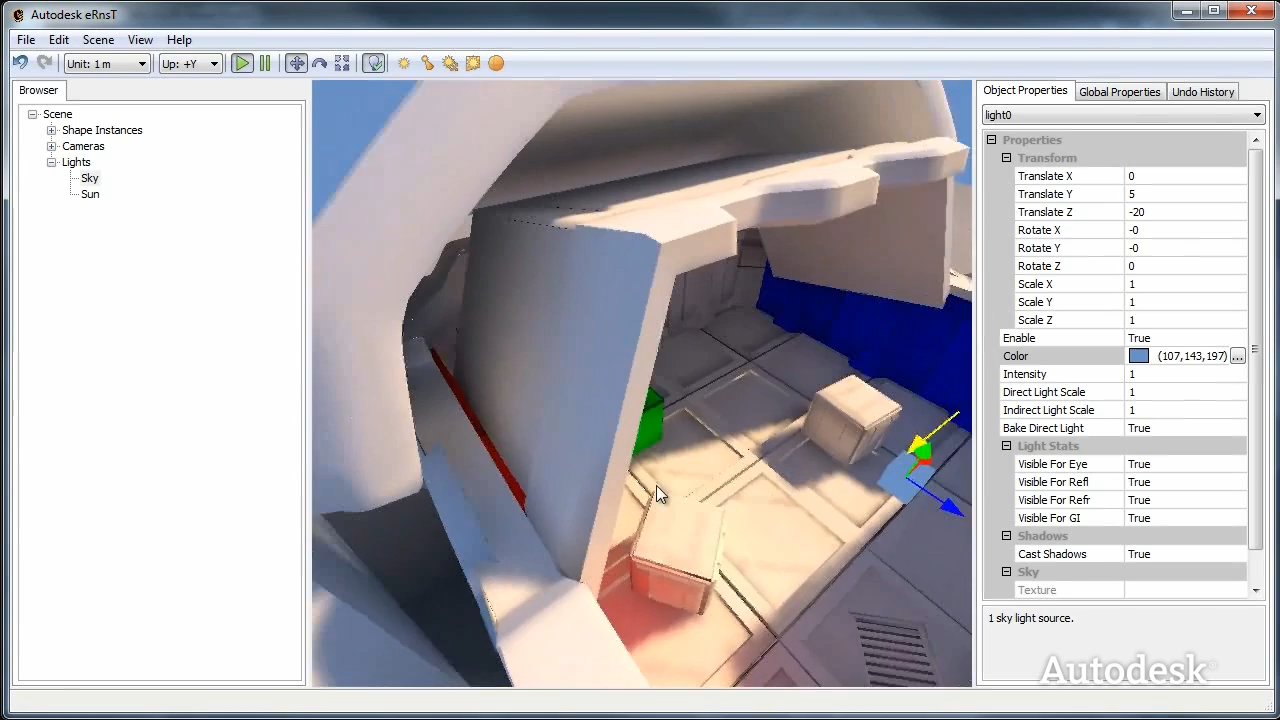 Autodesk eRnsT
File Edit Scene View Help
Unit: 1 m Up: +Y
Browser
Scene
Shape Instances
Cameras
Lights
Sky
Sun
Object Properties Global Properties Undo History
light0
Properties
Transform
Translate X 0
Translate Y 5
Translate Z -20
Rotate X -0
Rotate Y -0
Rotate Z 0
Scale X 1
Scale Y 1
Scale Z 1
Enable True
Color (107,143,197) ...
Intensity 1
Direct Light Scale 1
Indirect Light Scale 1
Bake Direct Light True
Light Stats
Visible For Eye True
Visible For Refl True
Visible For Refr True
Visible For GI True
Shadows
Cast Shadows True
Sky
Texture
1 sky light source.
Autodesk®